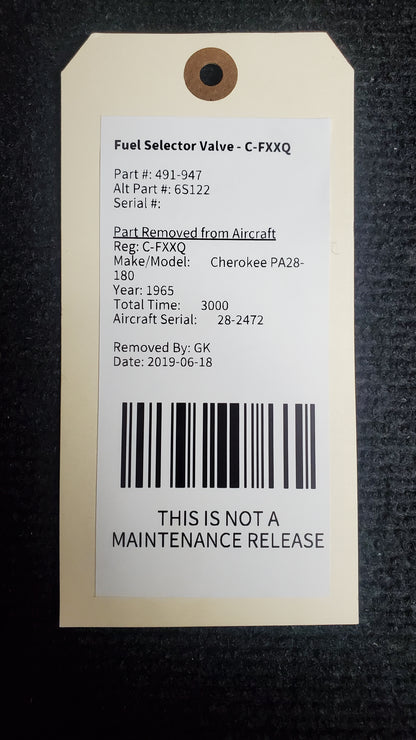 Fuel Selector Valve - C-FXXQ
Part #: 491-947
Alt Part #: 6S122
Serial #:
Part Removed from Aircraft
Reg: C-FXXQ
Make/Model: Cherokee PA28-
180
Year: 1965
Total Time: 3000
Aircraft Serial: 28-2472
Removed By: GK
Date: 2019-06-18
THIS IS NOT A
MAINTENANCE RELEASE